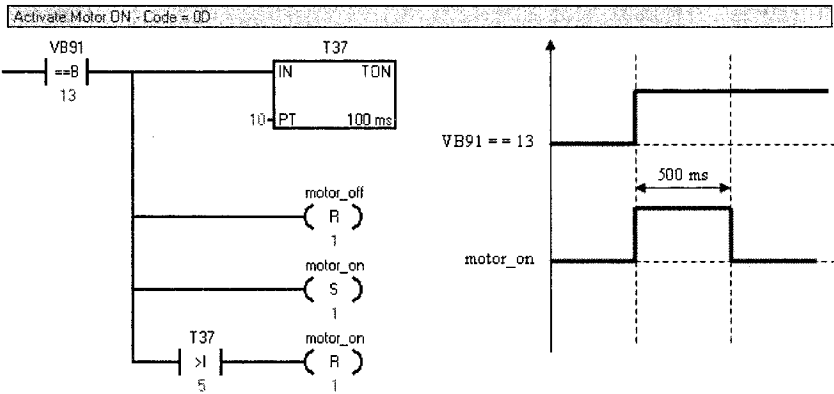 Activate Motor ON - Code = 0D
VB91
==B
13
T37
IN TON
10 PT 100 ms
motor_off
R
1
motor_on
S
1
T37
>I
5
motor_on
R
1
VB91 == 13
500 ms
motor_on